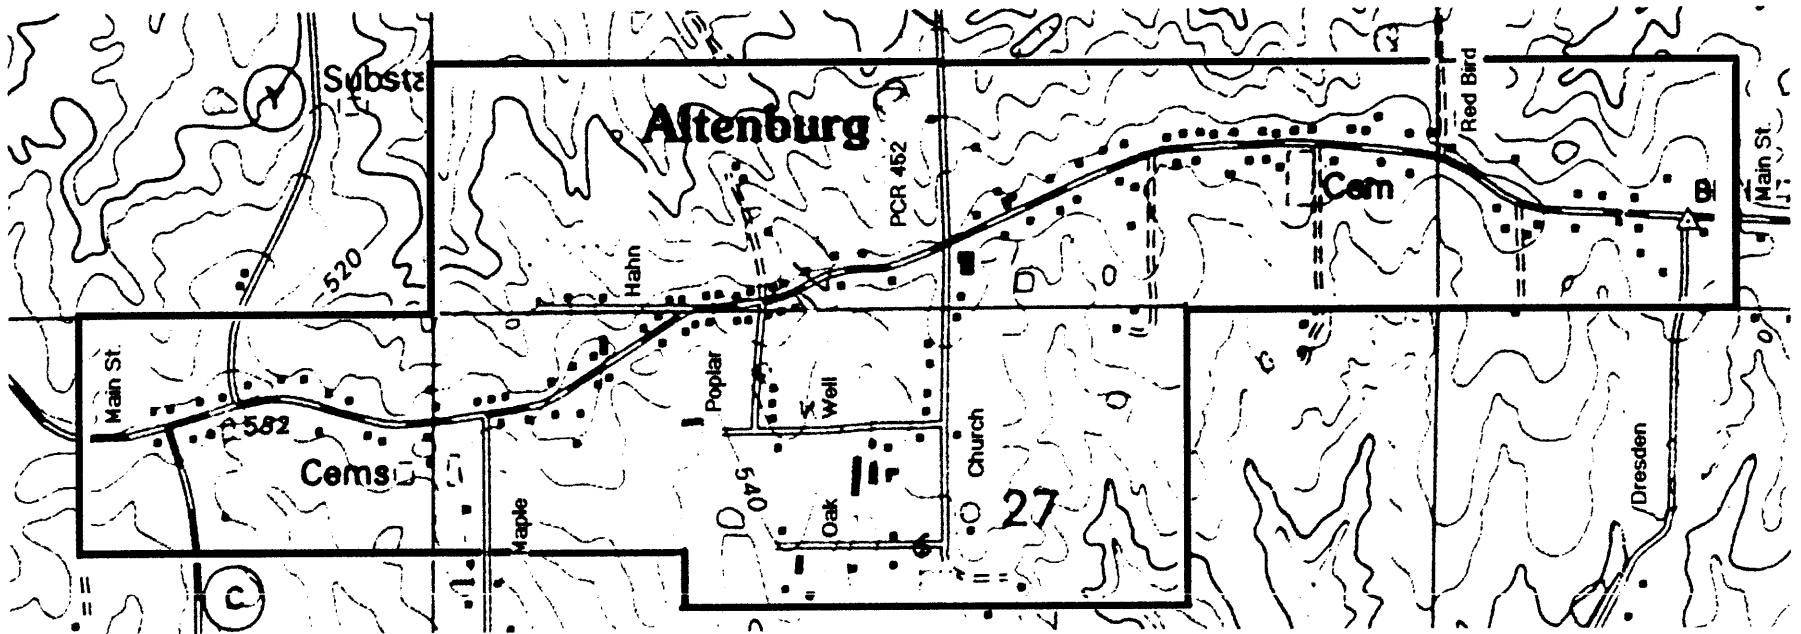 Y
Substa
Altenburg
PCR 452
Red Bird
Main St.
Cem
B
520
Hahn
Main St.
Poplar
Well
582
Church
Cems
540
Oak
27
Maple
Dresden
C